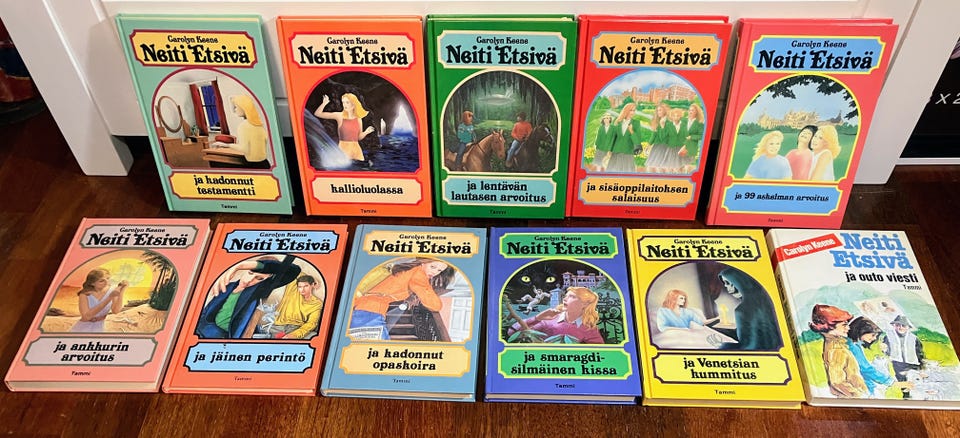 Carolyn Keene
Neiti Etsivä
ja kadonnut
testamentti
Tammi
Carolyn Keene
Neiti Etsivä
kallioluolassa
Tammi
Carolyn Keene
Neiti Etsivä
ja lentävän
lautasen arvoitus
Tammi
Carolyn Keene
Neiti Etsivä
ja sisäoppilaitoksen
salaisuus
Tammi
Carolyn Keene
Neiti Etsivä
ja 99 askelman arvoitus
Tammi
Carolyn Keene
Neiti Etsivä
ja ankkurin
arvoitus
Tammi
Carolyn Keene
Neiti Etsivä
ja jäinen perintö
Tammi
Carolyn Keene
Neiti Etsivä
ja kadonnut
opaskoira
Tammi
Carolyn Keene
Neiti Etsivä
ja smaragdi-
silmäinen kissa
Tammi
Carolyn Keene
Neiti Etsivä
ja Venetsian
kummitus
Tammi
Carolyn Keene
Neiti
Etsivä
ja outo viesti
Tammi